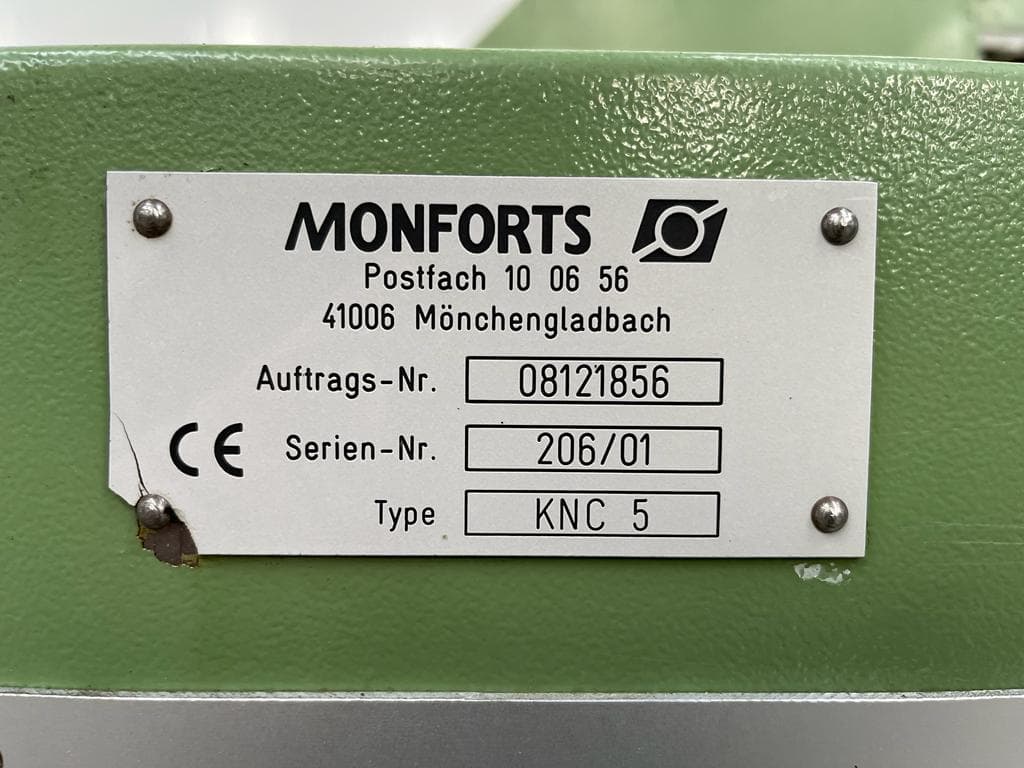 MONFORTS
Postfach 10 06 56
41006 Mönchengladbach
Auftrags-Nr. 08121856
CE Serien-Nr. 206/01
Type KNC 5